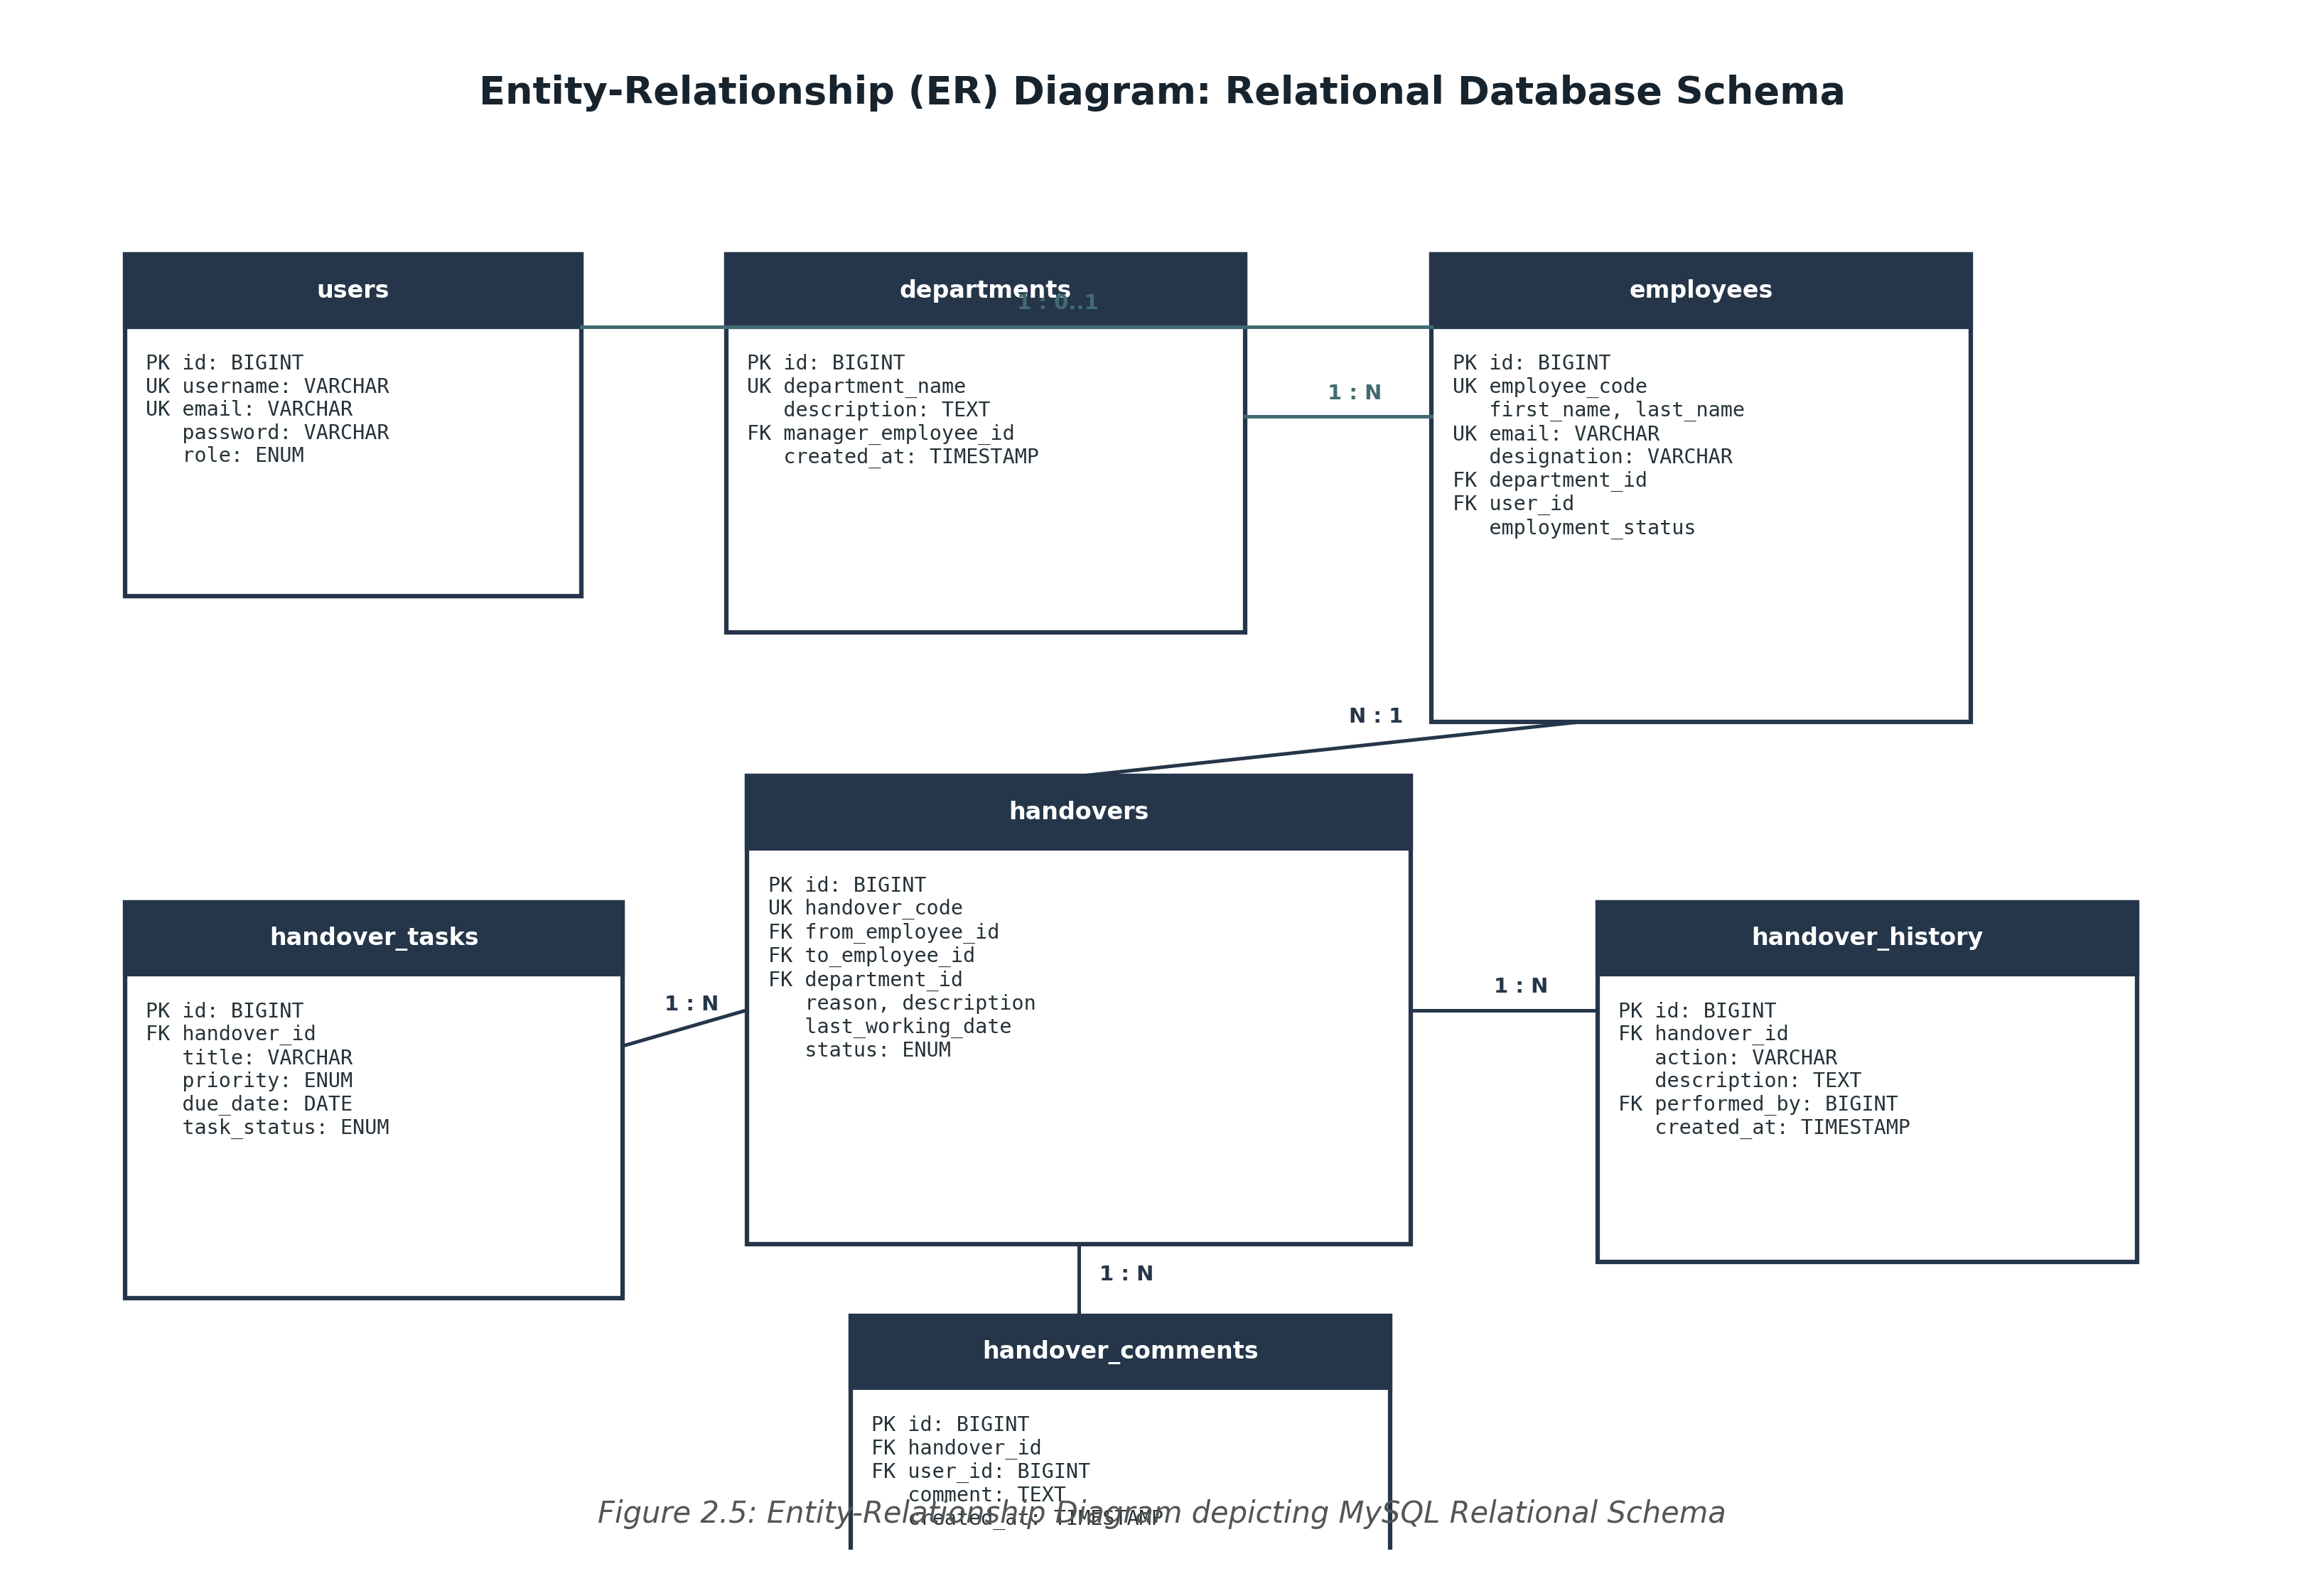 Entity-Relationship (ER) Diagram: Relational Database Schema
users
PK id: BIGINT
UK username: VARCHAR
UK email: VARCHAR
password: VARCHAR
role: ENUM
departments
1 : 0..1
PK id: BIGINT
UK department_name
description: TEXT
FK manager_employee_id
created_at: TIMESTAMP
1 : N
employees
PK id: BIGINT
UK employee_code
first_name, last_name
UK email: VARCHAR
designation: VARCHAR
FK department_id
FK user_id
employment_status
N : 1
handovers
PK id: BIGINT
UK handover_code
FK from_employee_id
FK to_employee_id
FK department_id
reason, description
last_working_date
status: ENUM
handover_tasks
PK id: BIGINT
FK handover_id
title: VARCHAR
priority: ENUM
due_date: DATE
task_status: ENUM
1 : N
1 : N
handover_history
PK id: BIGINT
FK handover_id
action: VARCHAR
description: TEXT
FK performed_by: BIGINT
created_at: TIMESTAMP
1 : N
handover_comments
PK id: BIGINT
FK handover_id
FK user_id: BIGINT
comment: TEXT
created_at: TIMESTAMP
Figure 2.5: Entity-Relationship Diagram depicting MySQL Relational Schema